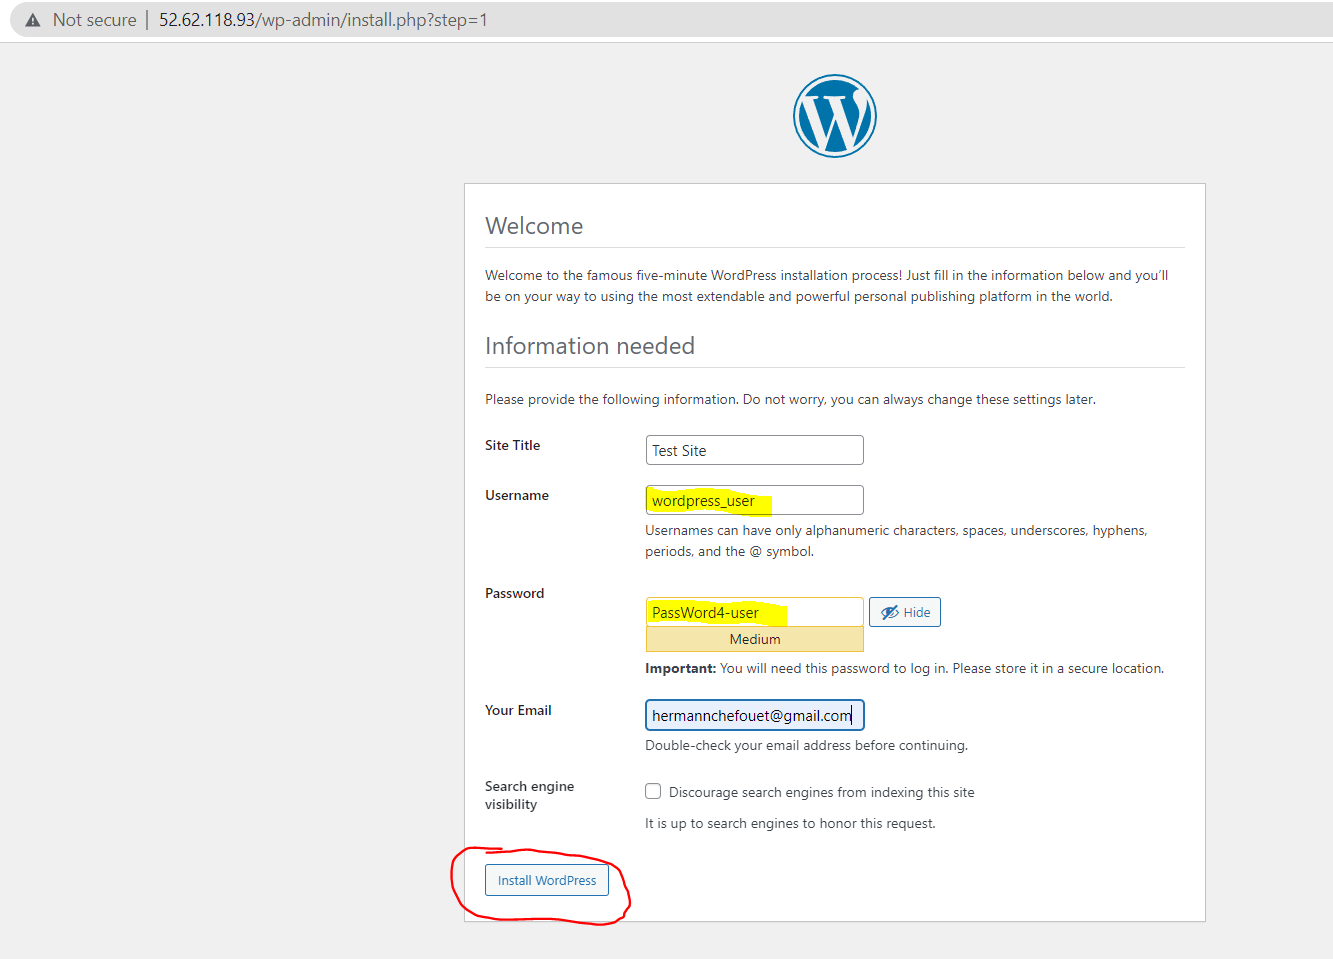 Not secure | 52.62.118.93/wp-admin/install.php?step=1
W
Welcome
Welcome to the famous five-minute WordPress installation process! Just fill in the information below and you’ll
be on your way to using the most extendable and powerful personal publishing platform in the world.
Information needed
Please provide the following information. Do not worry, you can always change these settings later.
Site Title
Test Site
Username
wordpress_user
Usernames can have only alphanumeric characters, spaces, underscores, hyphens,
periods, and the @ symbol.
Password
PassWord4-user
Hide
Medium
Important: You will need this password to log in. Please store it in a secure location.
Your Email
hermannchefouet@gmail.com
Double-check your email address before continuing.
Search engine
visibility
Discourage search engines from indexing this site
It is up to search engines to honor this request.
Install WordPress